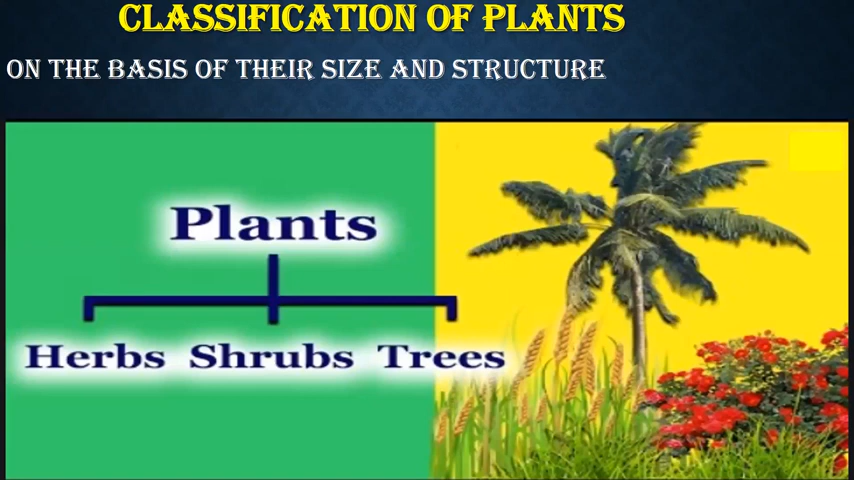 CLASSIFICATION OF PLANTS
ON THE BASIS OF THEIR SIZE AND STRUCTURE
Plants
Herbs Shrubs Trees